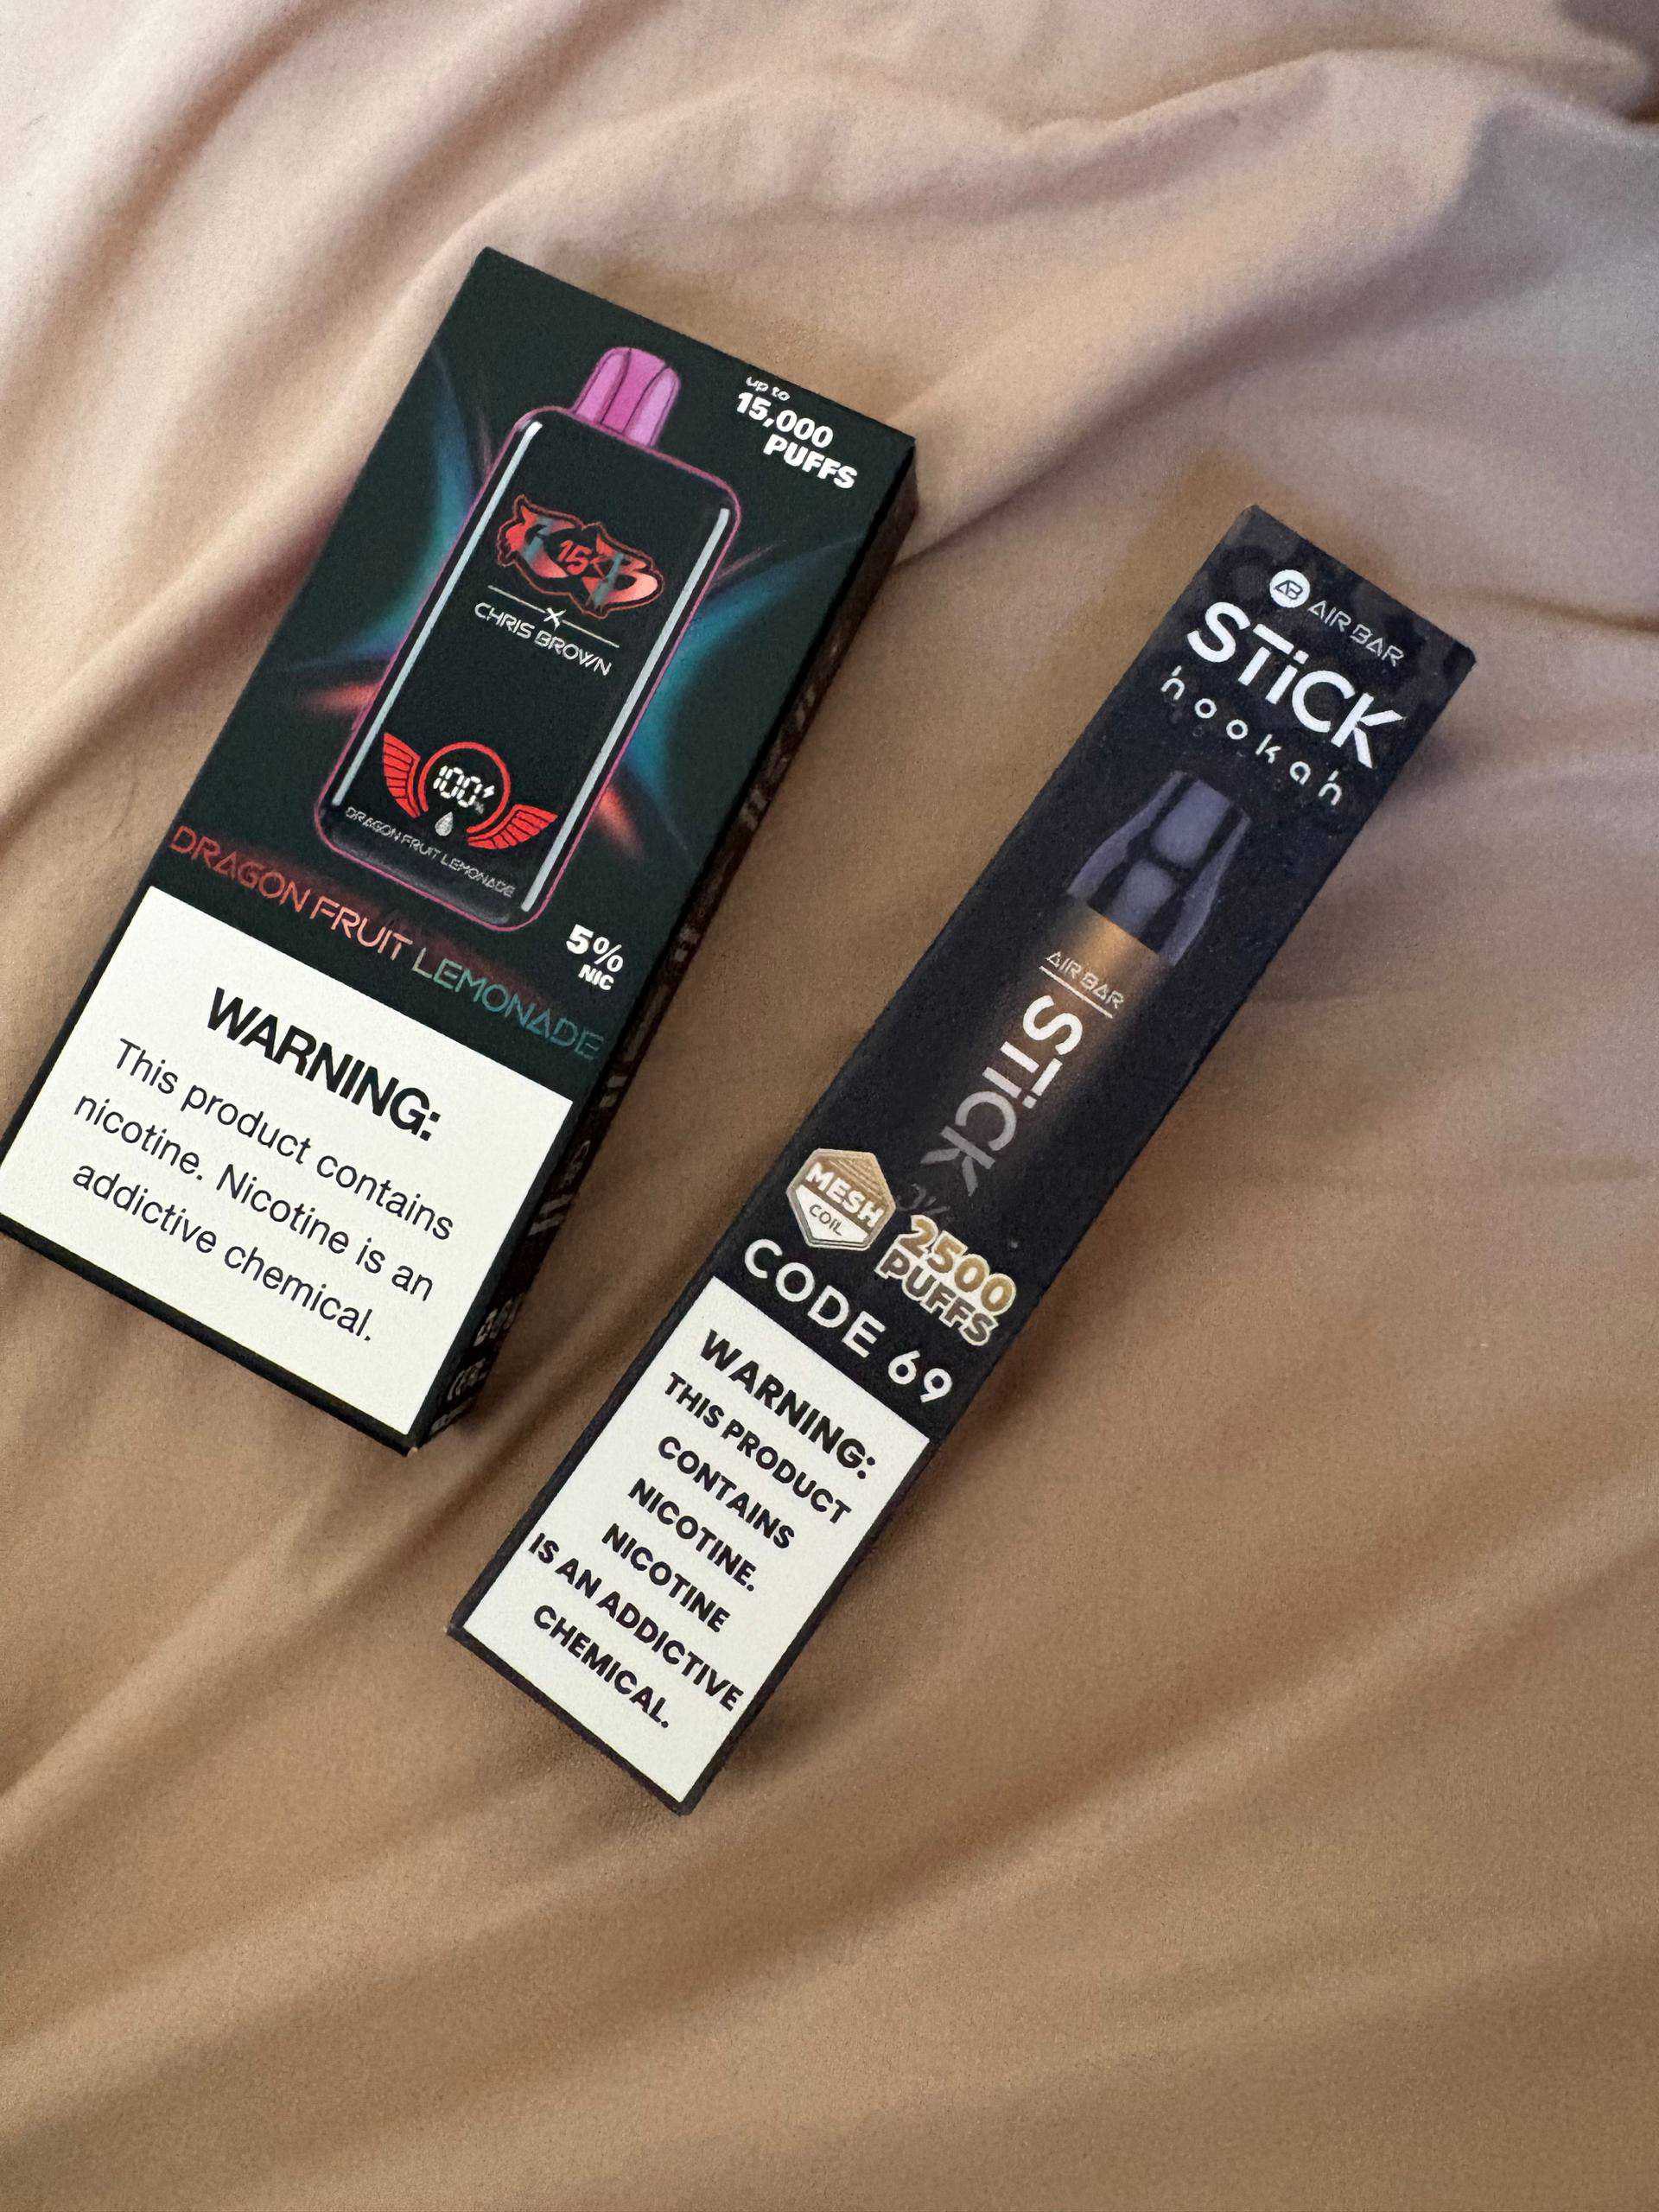 up to
15,000
PUFFS
15
X
CHRIS BROWN
100%
DRAGON FRUIT LEMONADE
5%
NIC
DRAGON FRUIT LEMONADE
WARNING:
This product contains
nicotine. Nicotine is an
addictive chemical.
AB AIR BAR
STiCK
hookah
AIR BAR
STiCK
MESH
COIL
2500
PUFFS
CODE 69
WARNING:
THIS PRODUCT
CONTAINS
NICOTINE.
NICOTINE
IS AN ADDICTIVE
CHEMICAL.